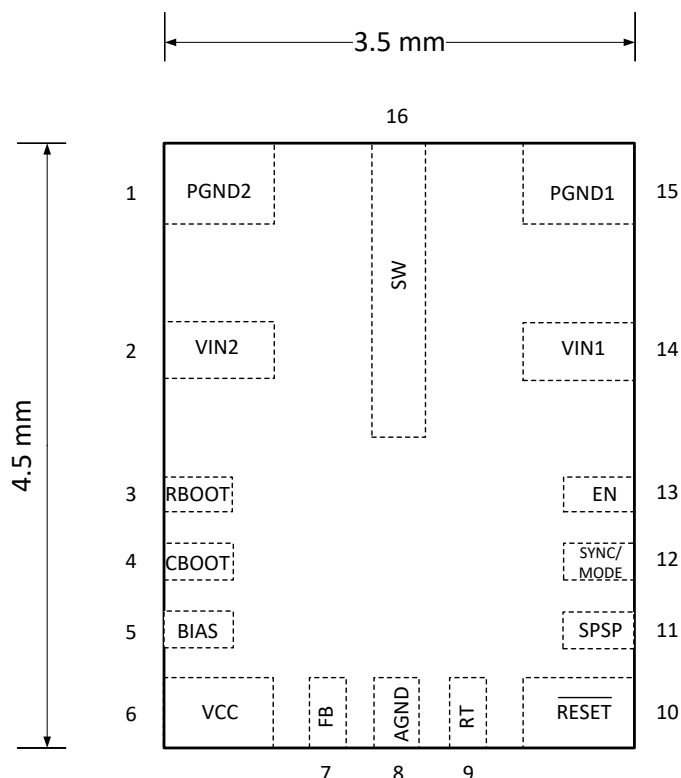 3.5 mm
16
1 PGND2 PGND1 15
SW
2 VIN2 VIN1 14
4.5 mm
3 RBOOT EN 13
4 CBOOT SYNC/
MODE 12
5 BIAS SPSP 11
6 VCC FB AGND RT RESET 10
7 8 9